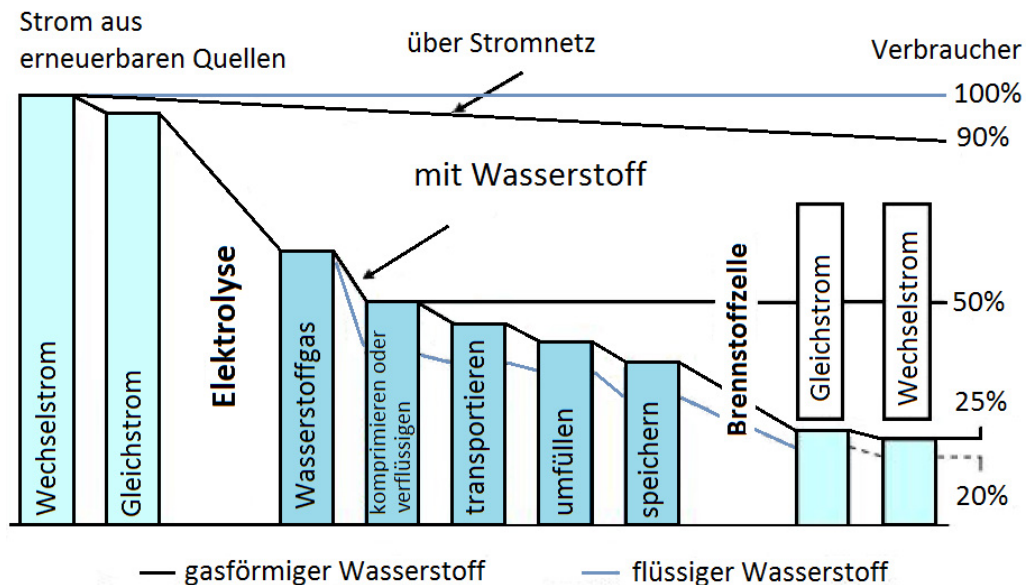 Strom aus
erneuerbaren Quellen
über Stromnetz
Verbraucher
100%
90%
mit Wasserstoff
50%
25%
20%
Wechselstrom
Gleichstrom
Elektrolyse
Wasserstoffgas
komprimieren oder
verflüssigen
transportieren
umfüllen
speichern
Brennstoffzelle
Gleichstrom
Wechselstrom
gasförmiger Wasserstoff
flüssiger Wasserstoff